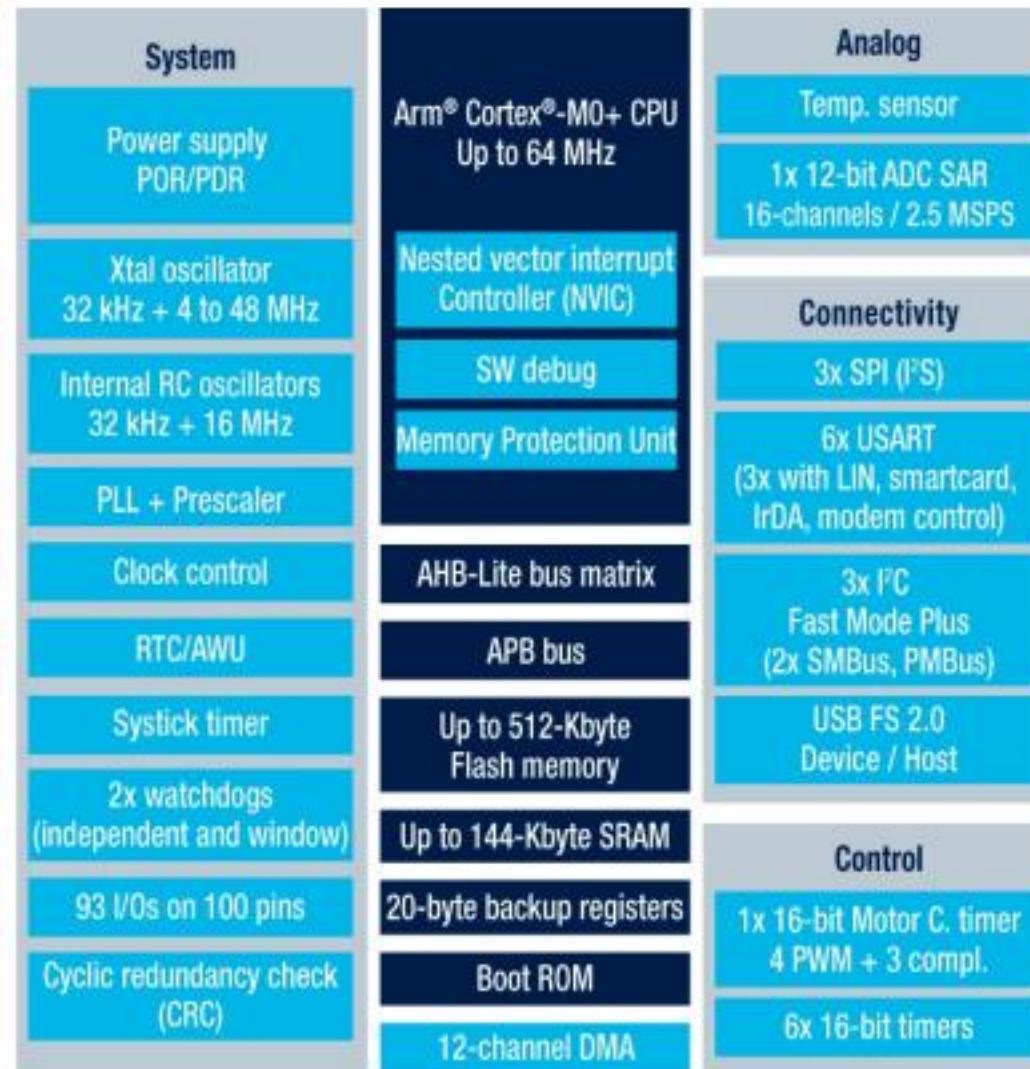 System
Power supply
POR/PDR
Xtal oscillator
32 kHz + 4 to 48 MHz
Internal RC oscillators
32 kHz + 16 MHz
PLL + Prescaler
Clock control
RTC/AWU
Systick timer
2x watchdogs
(independent and window)
93 I/Os on 100 pins
Cyclic redundancy check
(CRC)
Arm® Cortex®-M0+ CPU
Up to 64 MHz
Nested vector interrupt
Controller (NVIC)
SW debug
Memory Protection Unit
AHB-Lite bus matrix
APB bus
Up to 512-Kbyte
Flash memory
Up to 144-Kbyte SRAM
20-byte backup registers
Boot ROM
12-channel DMA
Analog
Temp. sensor
1x 12-bit ADC SAR
16-channels / 2.5 MSPS
Connectivity
3x SPI (I²S)
6x USART
(3x with LIN, smartcard,
IrDA, modem control)
3x I²C
Fast Mode Plus
(2x SMBus, PMBus)
USB FS 2.0
Device / Host
Control
1x 16-bit Motor C. timer
4 PWM + 3 compl.
6x 16-bit timers